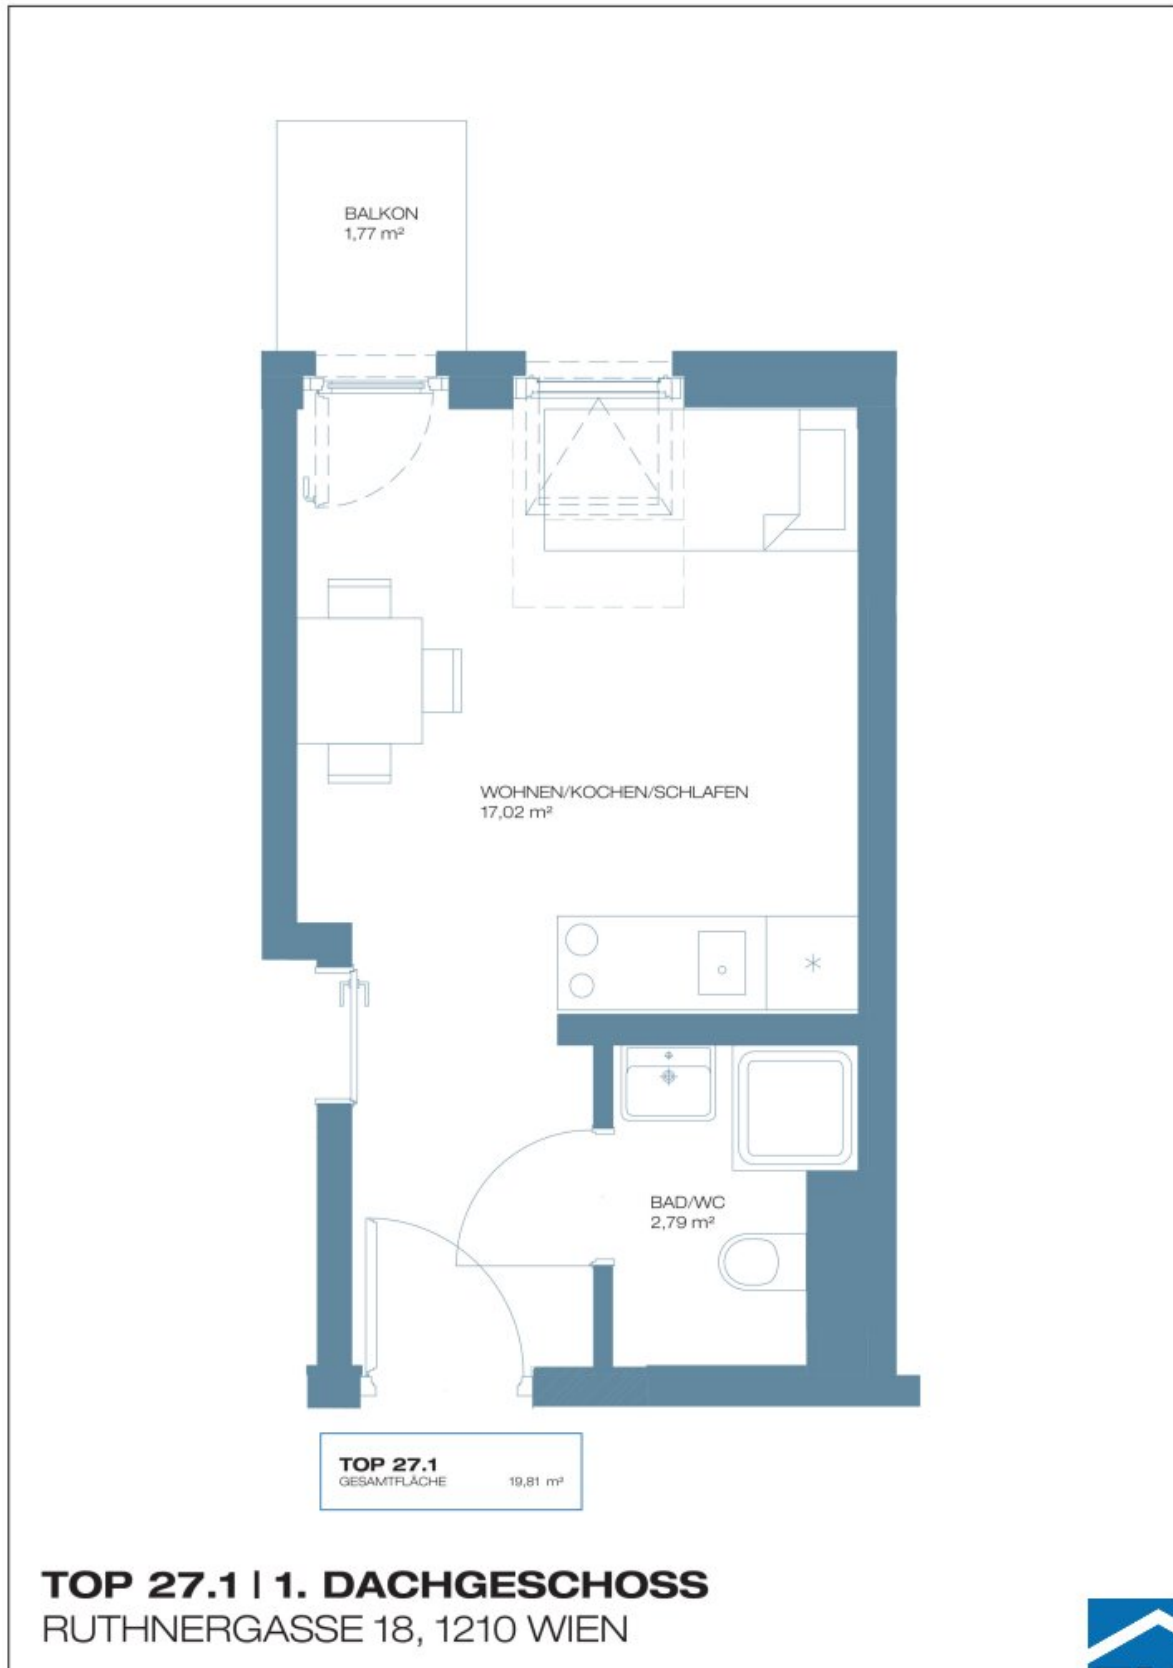 BALKON
1,77 m²
WOHNEN/KOCHEN/SCHLAFEN
17,02 m²
BAD/WC
2,79 m²
TOP 27.1
GESAMTFLÄCHE 19,81 m²
TOP 27.1 | 1. DACHGESCHOSS
RUTHNERGASSE 18, 1210 WIEN